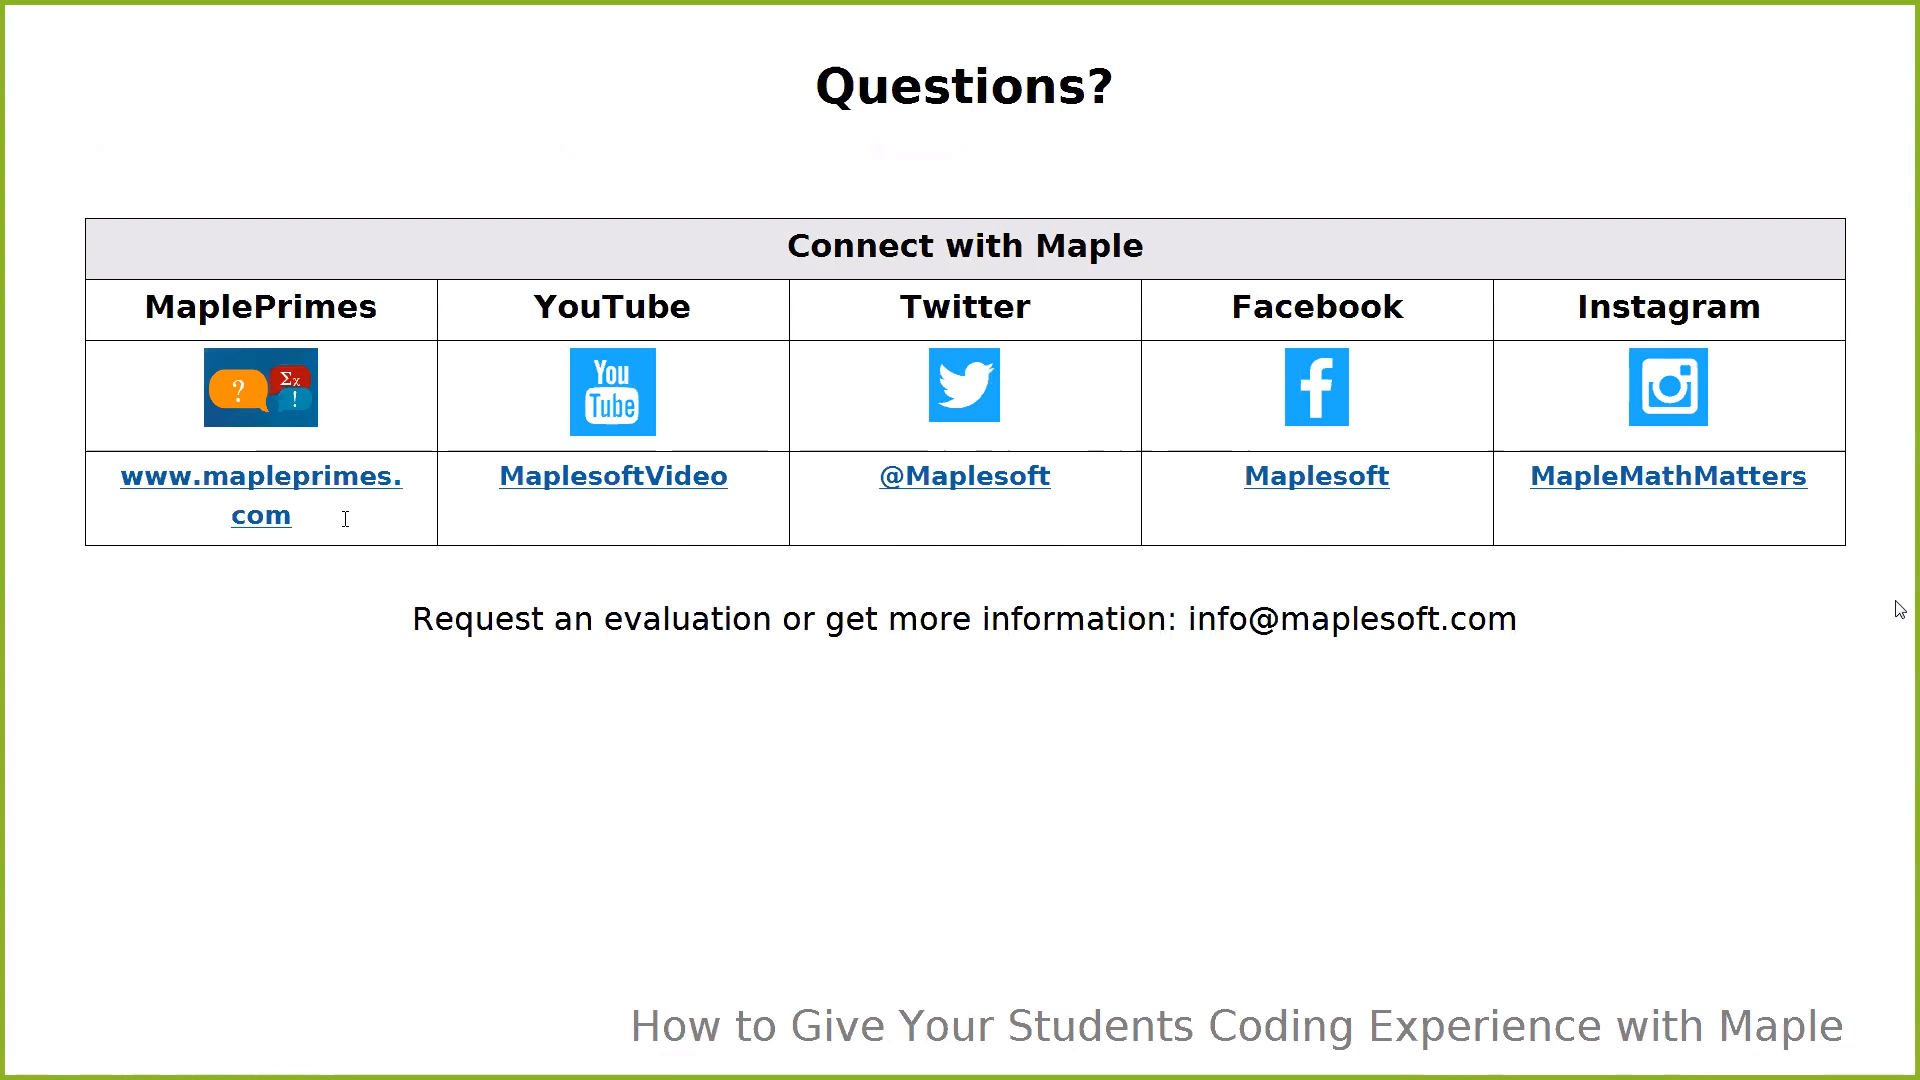 Questions?
Connect with Maple
MaplePrimes YouTube Twitter Facebook Instagram
? Σχ ! You Tube
www.mapleprimes. MaplesoftVideo @Maplesoft Maplesoft MapleMathMatters
com
Request an evaluation or get more information: info@maplesoft.com
How to Give Your Students Coding Experience with Maple